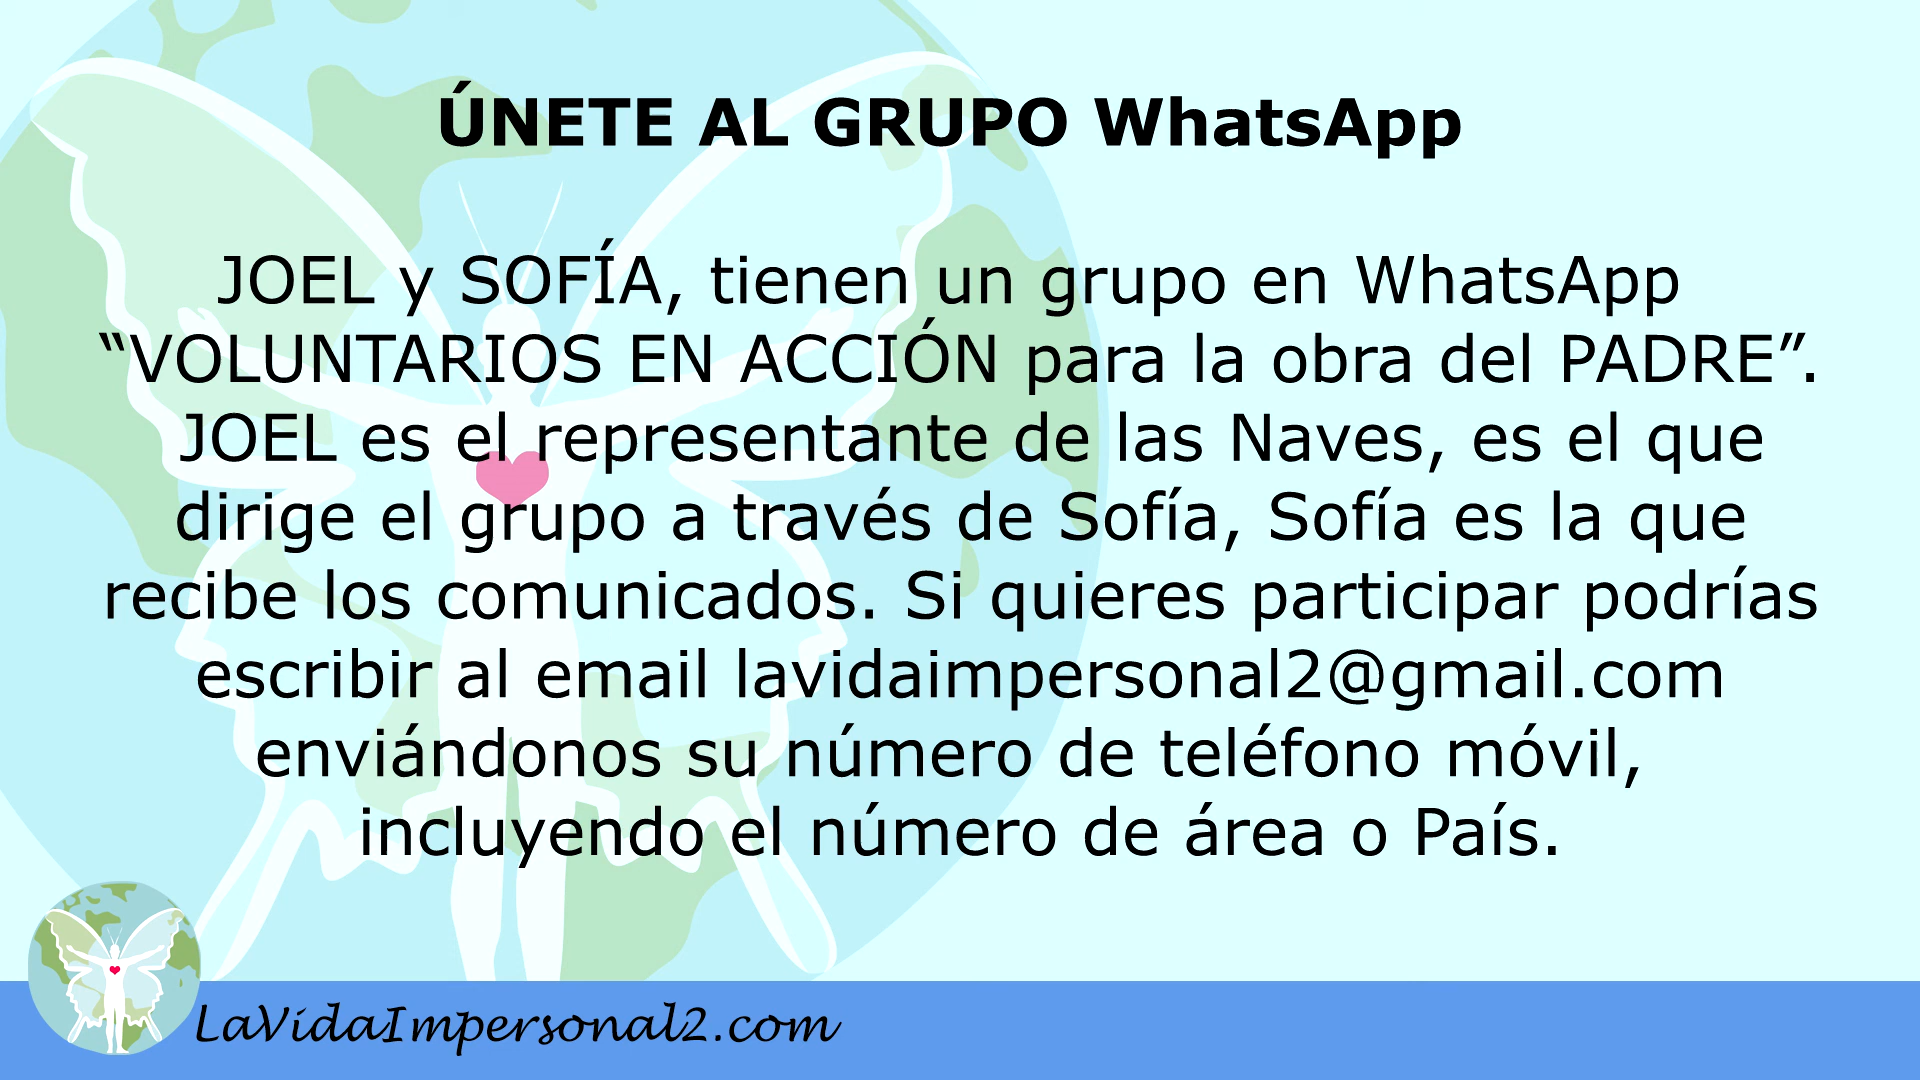 ÚNETE AL GRUPO WhatsApp
JOEL y SOFÍA, tienen un grupo en WhatsApp
“VOLUNTARIOS EN ACCIÓN para la obra del PADRE”.
JOEL es el representante de las Naves, es el que
dirige el grupo a través de Sofía, Sofía es la que
recibe los comunicados. Si quieres participar podrías
escribir al email lavidaimpersonal2@gmail.com
enviándonos su número de teléfono móvil,
incluyendo el número de área o País.
LaVidaImpersonal2.com